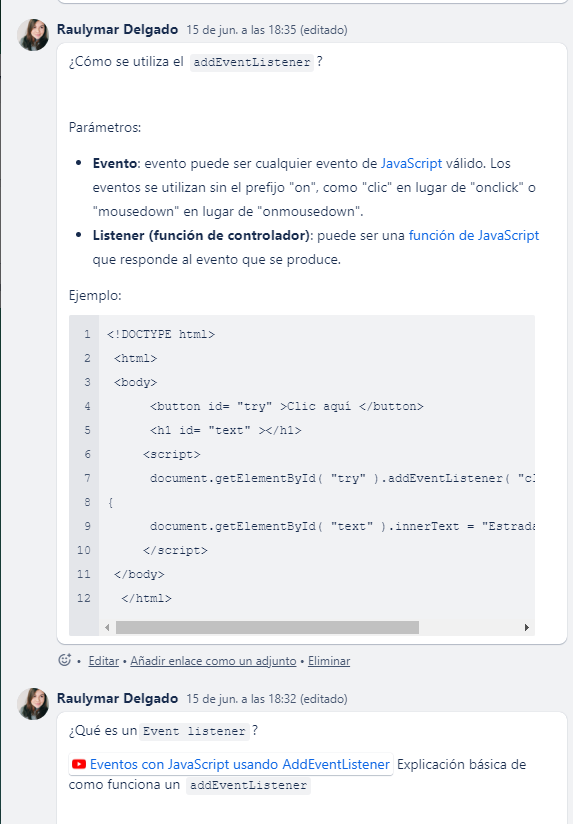 Raulymar Delgado 15 de jun. a las 18:35 (editado)
¿Cómo se utiliza el addEventListener ?
Parámetros:
• Evento: evento puede ser cualquier evento de JavaScript válido. Los
eventos se utilizan sin el prefijo "on", como "clic" en lugar de "onclick" o
"mousedown" en lugar de "onmousedown".
• Listener (función de controlador): puede ser una función de JavaScript
que responde al evento que se produce.
Ejemplo:
1 <!DOCTYPE html>
2 <html>
3 <body>
4 <button id= "try" >Clic aquí </button>
5 <h1 id= "text" ></h1>
6 <script>
7 document.getElementById( "try" ).addEventListener( "cl
8 {
9 document.getElementById( "text" ).innerText = "Estrada
10 </script>
11 </body>
12 </html>
• Editar • Añadir enlace como un adjunto • Eliminar
Raulymar Delgado 15 de jun. a las 18:32 (editado)
¿Qué es un Event listener ?
Eventos con JavaScript usando AddEventListener Explicación básica de
como funciona un addEventListener